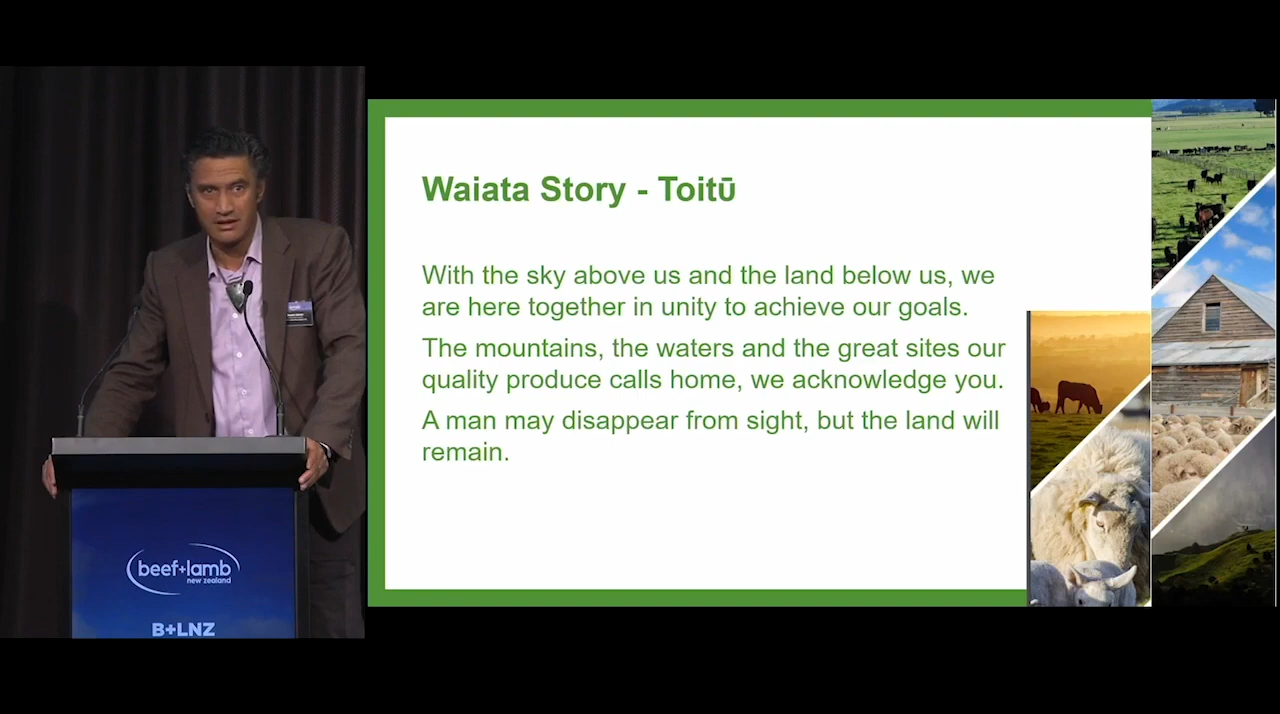 Waiata Story - Toitū
With the sky above us and the land below us, we
are here together in unity to achieve our goals.
The mountains, the waters and the great sites our
quality produce calls home, we acknowledge you.
A man may disappear from sight, but the land will
remain.
beef+lamb
new zealand
B+LNZ